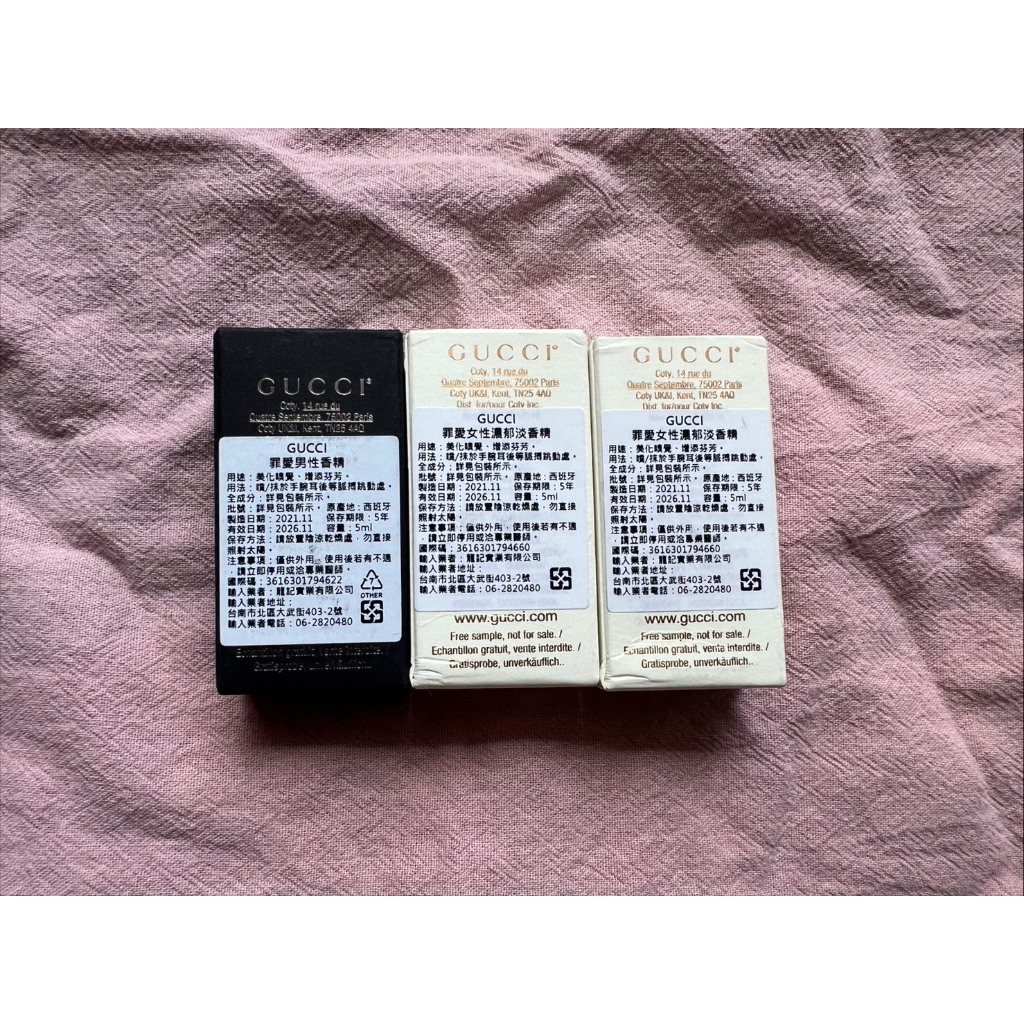 GUCCI
Coty, 14 rue du
Quatre Septembre, 75002 Paris
Coty UK&I, Kent, TN25 4AQ
GUCCI
罪愛男性香精
用途：美化嗅覺、增添芬芳。
用法：噴/抹於手腕耳後等脈搏跳動處。
全成分：詳見包裝所示。
批號：詳見包裝所示。 原產地：西班牙
製造日期：2021.11 保存期限：5年
有效日期：2026.11 容量：5ml
保存方法：請放置陰涼乾燥處，勿直接
照射太陽。
注意事項：僅供外用，使用後若有不適
，請立即停用或洽專業醫師。
國際碼：3616301794622
輸入業者：龍記實業有限公司
輸入業者地址：
台南市北區大武街403-2號
輸入業者電話：06-2820480
OTHER
Echantillon gratuit, vente interdite.
Gratisprobe, unverkäuflich..
GUCCI
Coty, 14 rue du
Quatre Septembre, 75002 Paris
Coty UK&I, Kent, TN25 4AQ
Dist. for/pour Coty Inc.
GUCCI
罪愛女性濃郁淡香精
用途：美化嗅覺、增添芬芳。
用法：噴/抹於手腕耳後等脈搏跳動處。
全成分：詳見包裝所示。
批號：詳見包裝所示。 原產地：西班牙
製造日期：2021.11 保存期限：5年
有效日期：2026.11 容量：5ml
保存方法：請放置陰涼乾燥處，勿直接
照射太陽。
注意事項：僅供外用，使用後若有不適
，請立即停用或洽專業醫師。
國際碼：3616301794660
輸入業者：龍記實業有限公司
輸入業者地址：
台南市北區大武街403-2號
輸入業者電話：06-2820480
www.gucci.com
Free sample, not for sale. /
Echantillon gratuit, vente interdite. /
Gratisprobe, unverkäuflich..
GUCCI
Coty, 14 rue du
Quatre Septembre, 75002 Paris
Coty UK&I, Kent, TN25 4AQ
Dist. for/pour Coty Inc.
GUCCI
罪愛女性濃郁淡香精
用途：美化嗅覺、增添芬芳。
用法：噴/抹於手腕耳後等脈搏跳動處。
全成分：詳見包裝所示。
批號：詳見包裝所示。 原產地：西班牙
製造日期：2021.11 保存期限：5年
有效日期：2026.11 容量：5ml
保存方法：請放置陰涼乾燥處，勿直接
照射太陽。
注意事項：僅供外用，使用後若有不適
，請立即停用或洽專業醫師。
國際碼：3616301794660
輸入業者：龍記實業有限公司
輸入業者地址：
台南市北區大武街403-2號
輸入業者電話：06-2820480
www.gucci.com
Free sample, not for sale. /
Echantillon gratuit, vente interdite. /
Gratisprobe, unverkäuflich..